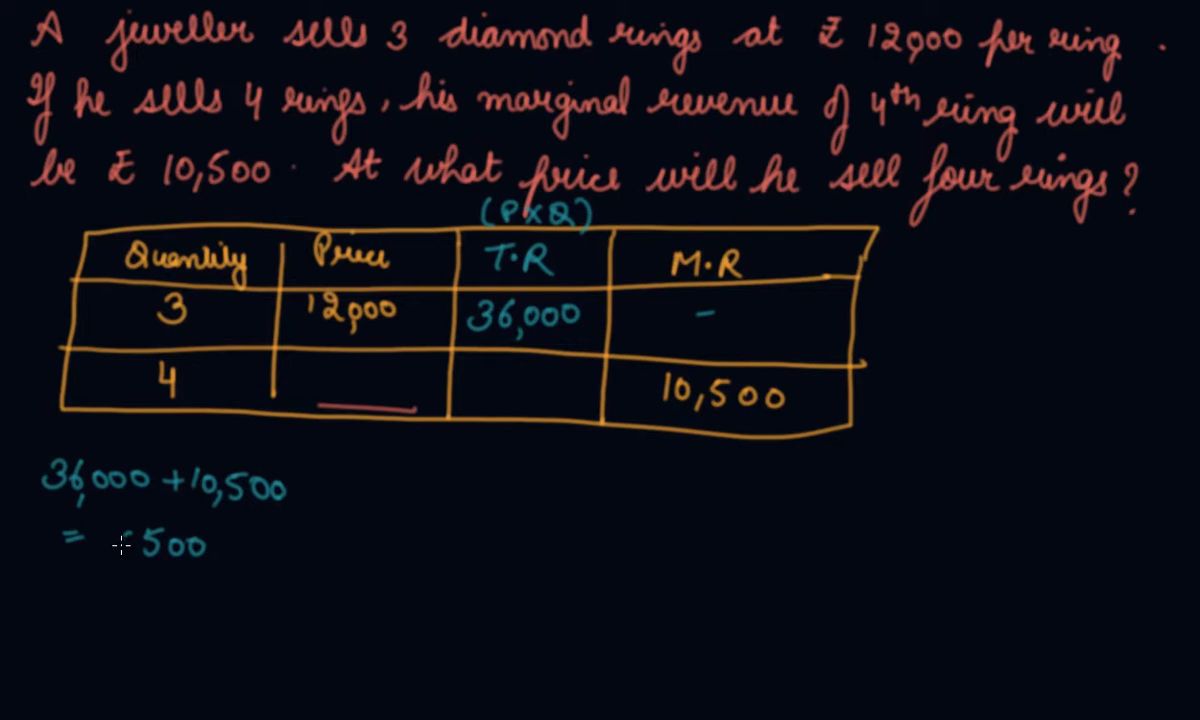 A jeweller sells 3 diamond rings at ₹ 12,000 per ring.
If he sells 4 rings, his marginal revenue of 4th ring will
be ₹ 10,500. At what price will he sell four rings?
(P×Q)
Quantity Price T.R M.R
3 12,000 36,000 -
4 10,500
36,000 + 10,500
= 500